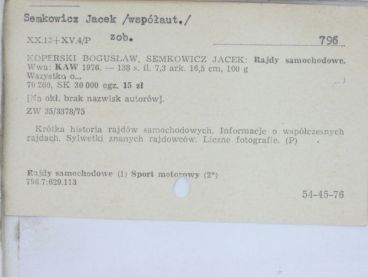 Semkowicz Jacek /współaut./
zob.
XX.12+XV.4/P 796
KOPERSKI BOGUSŁAW, SEMKOWICZ JACEK: Rajdy samochodowe.
Wwa: KAW 1976. — 138 s. il. 7,3 ark. 16,5 cm, 100 g
Wszystko o...
70 260, SK 30 000 egz. 15 zł
[Na okł. brak nazwisk autorów].
ZW 35/3378/75
Krótka historia rajdów samochodowych. Informacje o współczesnych
rajdach. Sylwetki znanych rajdowców. Liczne fotografie. (P)
Rajdy samochodowe (1) Sport motorowy (2*)
796.7:629.113
54-45-76